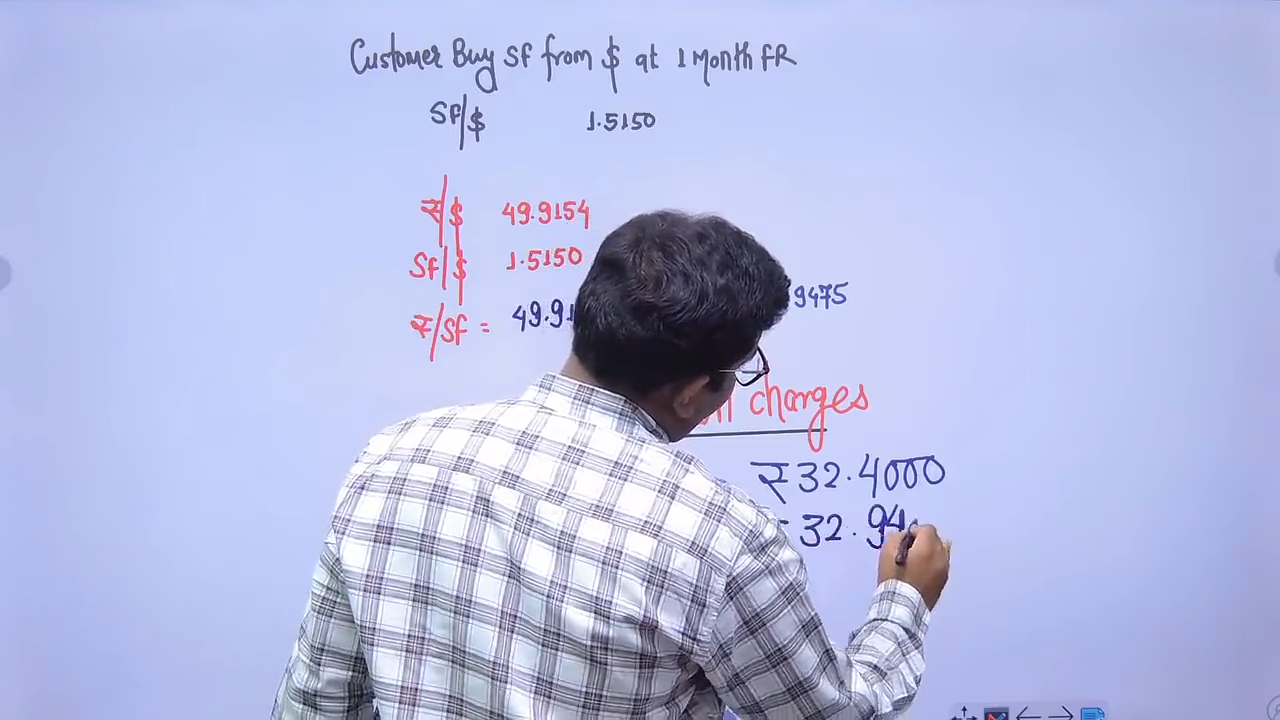 Customer Buy SF from $ at 1 Month FR
SF/$ 1.5150
₹/$ 49.9154
SF/$ 1.5150
₹/SF = 49.91 9475
charges
₹ 32.4000
32.94